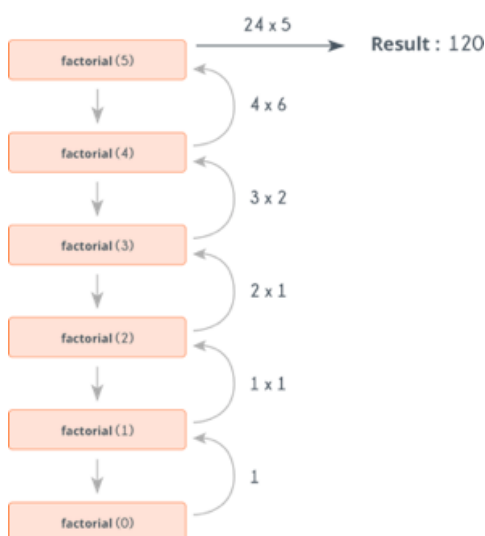 24 x 5
Result : 120
factorial(5)
4 x 6
factorial(4)
3 x 2
factorial(3)
2 x 1
factorial(2)
1 x 1
factorial(1)
1
factorial(0)